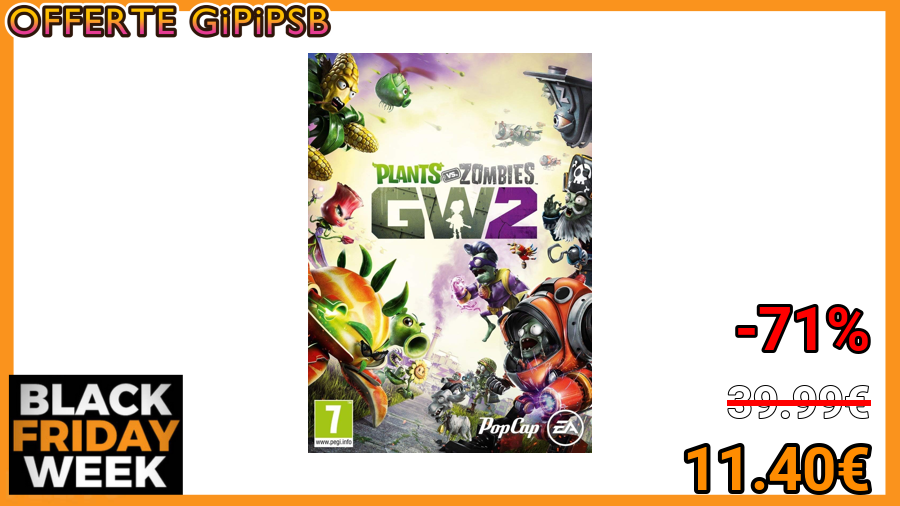 OFFERTE GiPiPSB
PLANTS VS. ZOMBIES
GW2
7
www.pegi.info
PopCap
EA
-71%
39.99€
11.40€
BLACK
FRIDAY
WEEK